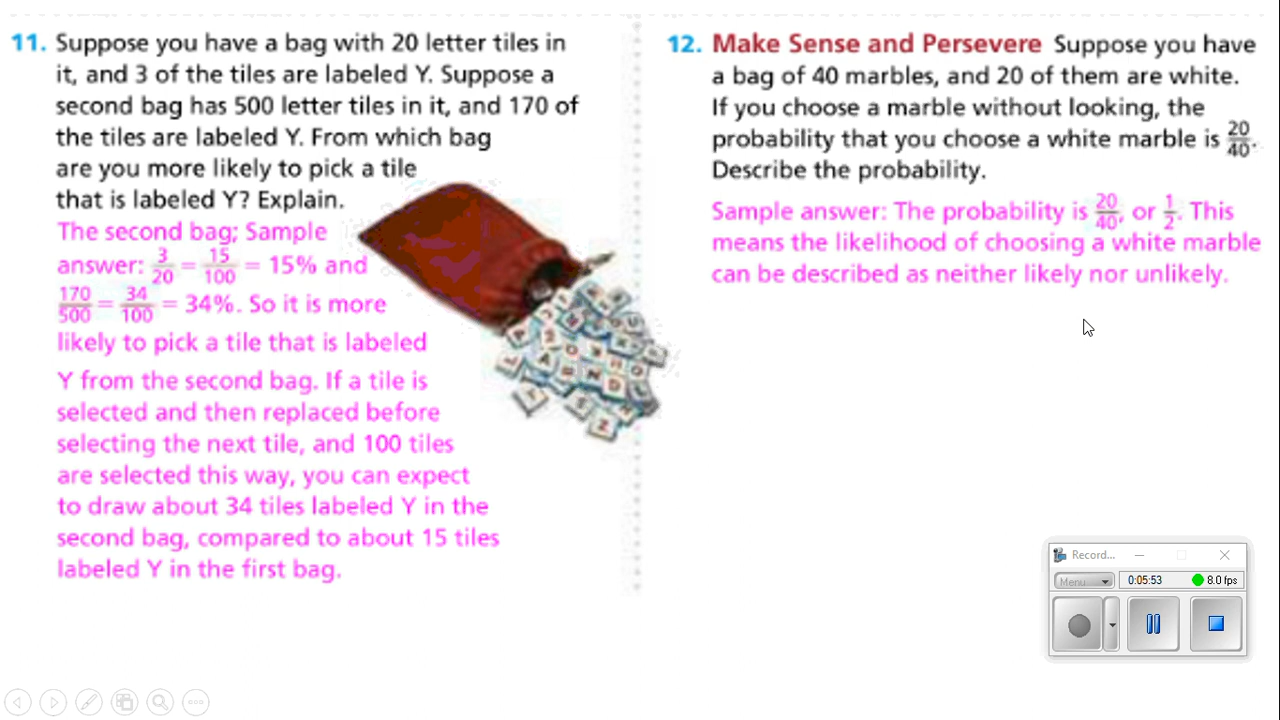 11. Suppose you have a bag with 20 letter tiles in
it, and 3 of the tiles are labeled Y. Suppose a
second bag has 500 letter tiles in it, and 170 of
the tiles are labeled Y. From which bag
are you more likely to pick a tile
that is labeled Y? Explain.
The second bag; Sample
answer: 3/20 = 15/100 = 15% and
170/500 = 34/100 = 34%. So it is more
likely to pick a tile that is labeled
Y from the second bag. If a tile is
selected and then replaced before
selecting the next tile, and 100 tiles
are selected this way, you can expect
to draw about 34 tiles labeled Y in the
second bag, compared to about 15 tiles
labeled Y in the first bag.
12. Make Sense and Persevere Suppose you have
a bag of 40 marbles, and 20 of them are white.
If you choose a marble without looking, the
probability that you choose a white marble is 20/40.
Describe the probability.
Sample answer: The probability is 20/40, or 1/2. This
means the likelihood of choosing a white marble
can be described as neither likely nor unlikely.
Record...
Menu 0:05:53 8.0 fps